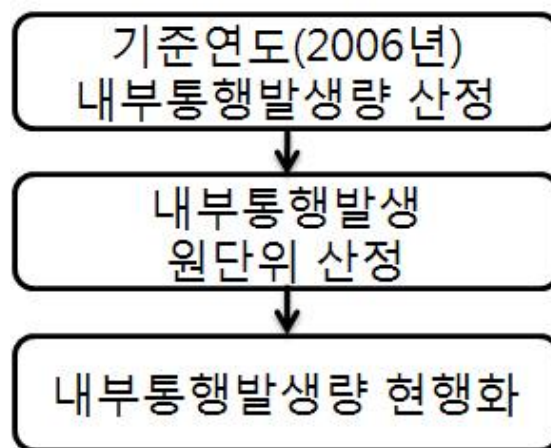 기준연도(2006년)
내부통행발생량 산정
내부통행발생
원단위 산정
내부통행발생량 현행화